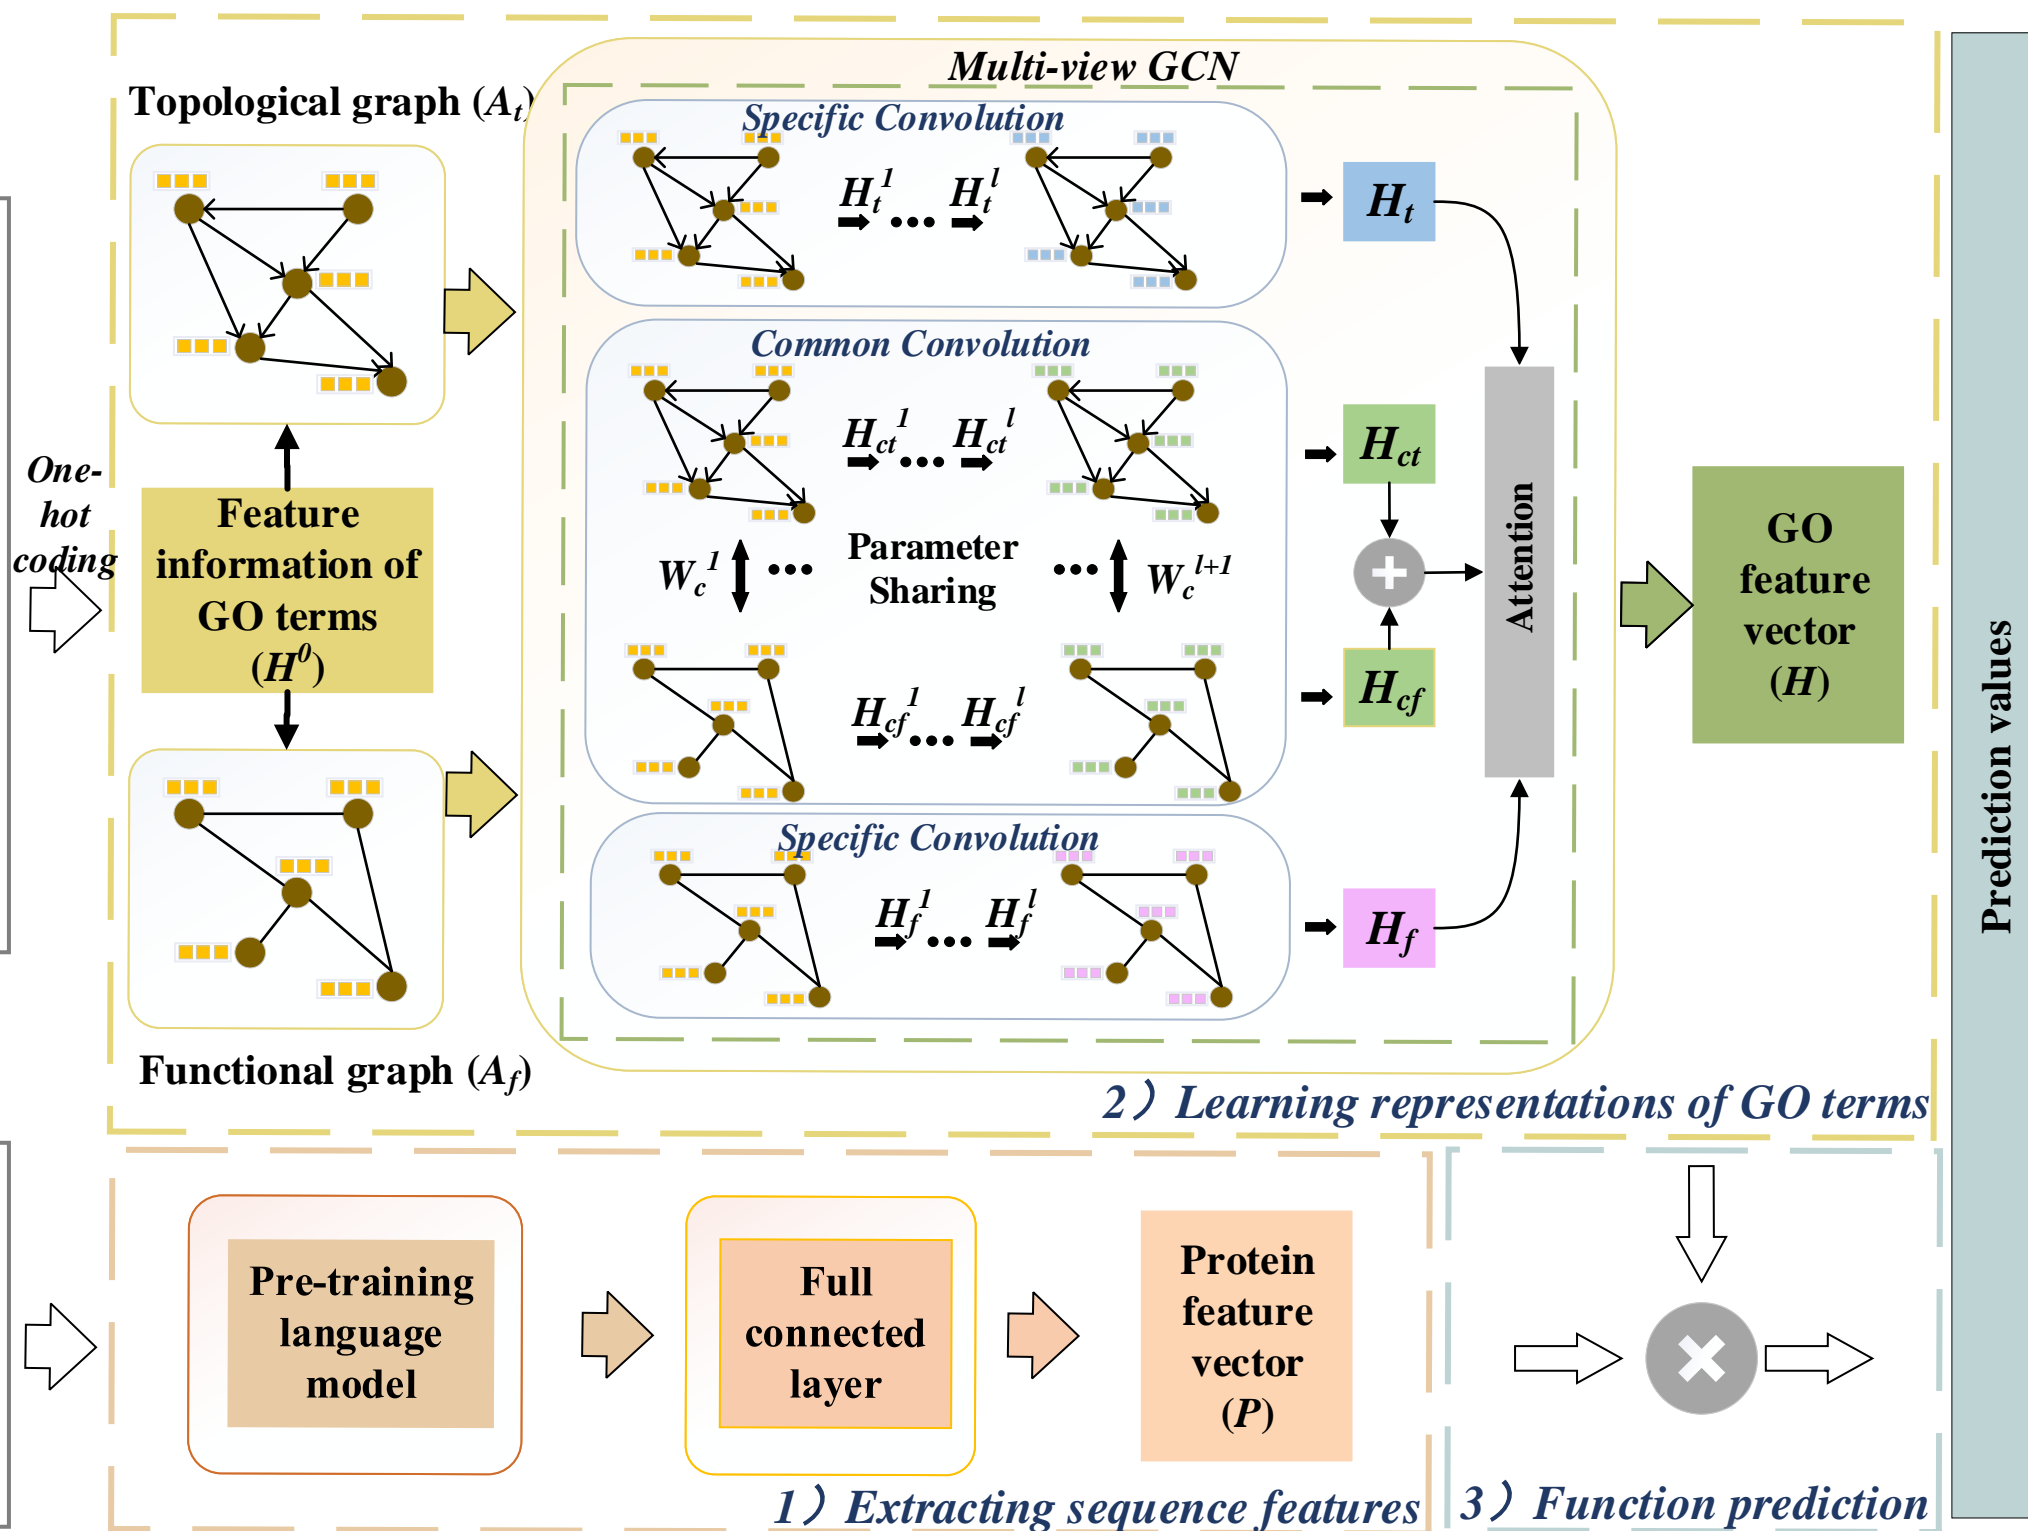 Multi-view GCN
Topological graph (A_t)
Specific Convolution
H_t^1 ••• H_t^l
H_t
Common Convolution
H_ct^1 ••• H_ct^l
H_ct
One-
hot
coding
Feature
information of
GO terms
(H^0)
W_c^1 •••
Parameter
Sharing
••• W_c^l+1
+
Attention
GO
feature
vector
(H)
H_cf^1 ••• H_cf^l
H_cf
Specific Convolution
H_f^1 ••• H_f^l
H_f
Functional graph (A_f)
2）Learning representations of GO terms
Prediction values
Pre-training
language
model
Full
connected
layer
Protein
feature
vector
(P)
×
1）Extracting sequence features
3）Function prediction